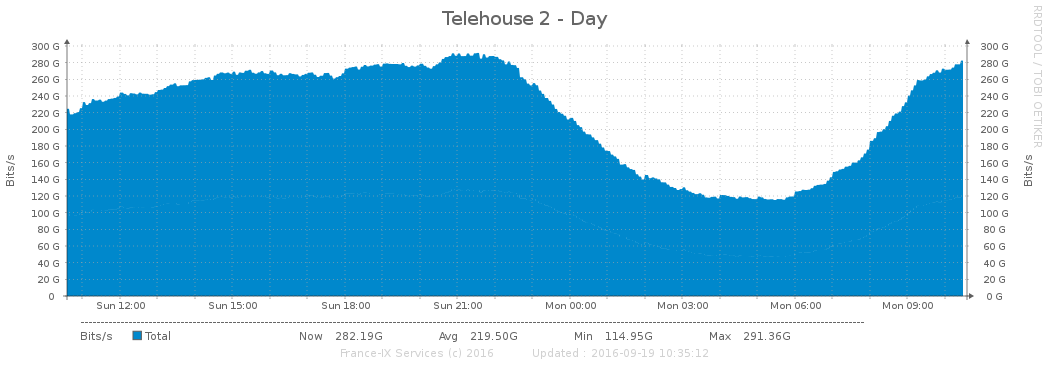 Telehouse 2 - Day
RRDTOOL / TOBI OETIKER
Bits/s
300 G
280 G
260 G
240 G
220 G
200 G
180 G
160 G
140 G
120 G
100 G
80 G
60 G
40 G
20 G
0
300 G
280 G
260 G
240 G
220 G
200 G
180 G
160 G
140 G
120 G
100 G
80 G
60 G
40 G
20 G
0 G
Bits/s
Sun 12:00 Sun 15:00 Sun 18:00 Sun 21:00 Mon 00:00 Mon 03:00 Mon 06:00 Mon 09:00
Bits/s Total Now 282.19G Avg 219.50G Min 114.95G Max 291.36G
France-IX Services (c) 2016 Updated : 2016-09-19 10:35:12